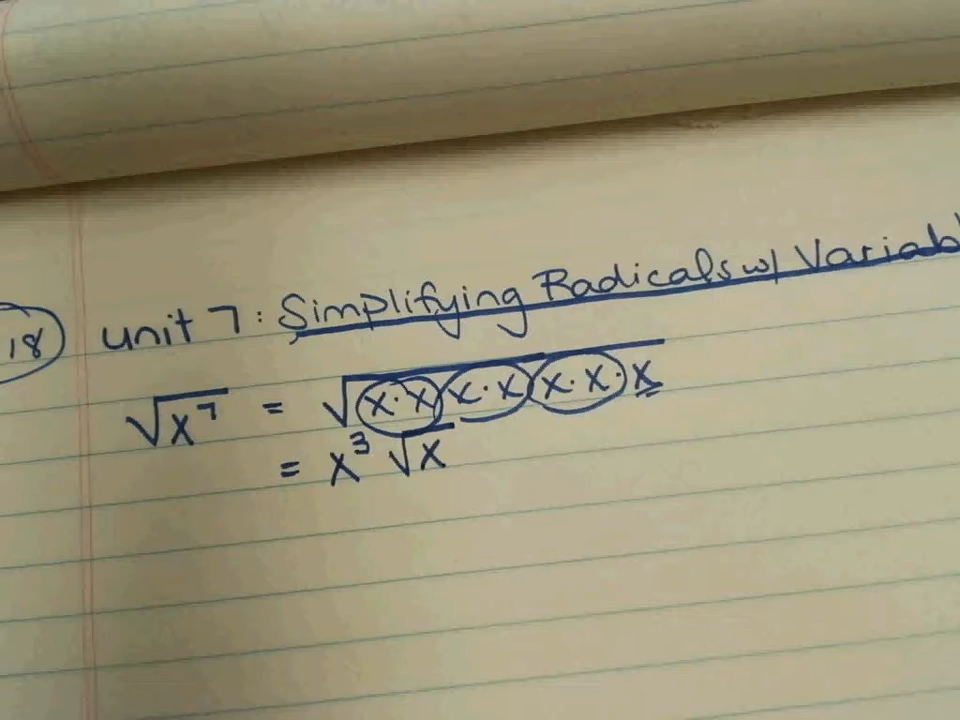 18 Unit 7: Simplifying Radicals w/ Variab
√x⁷ = √x·x x·x x·x·x
= x³ √x